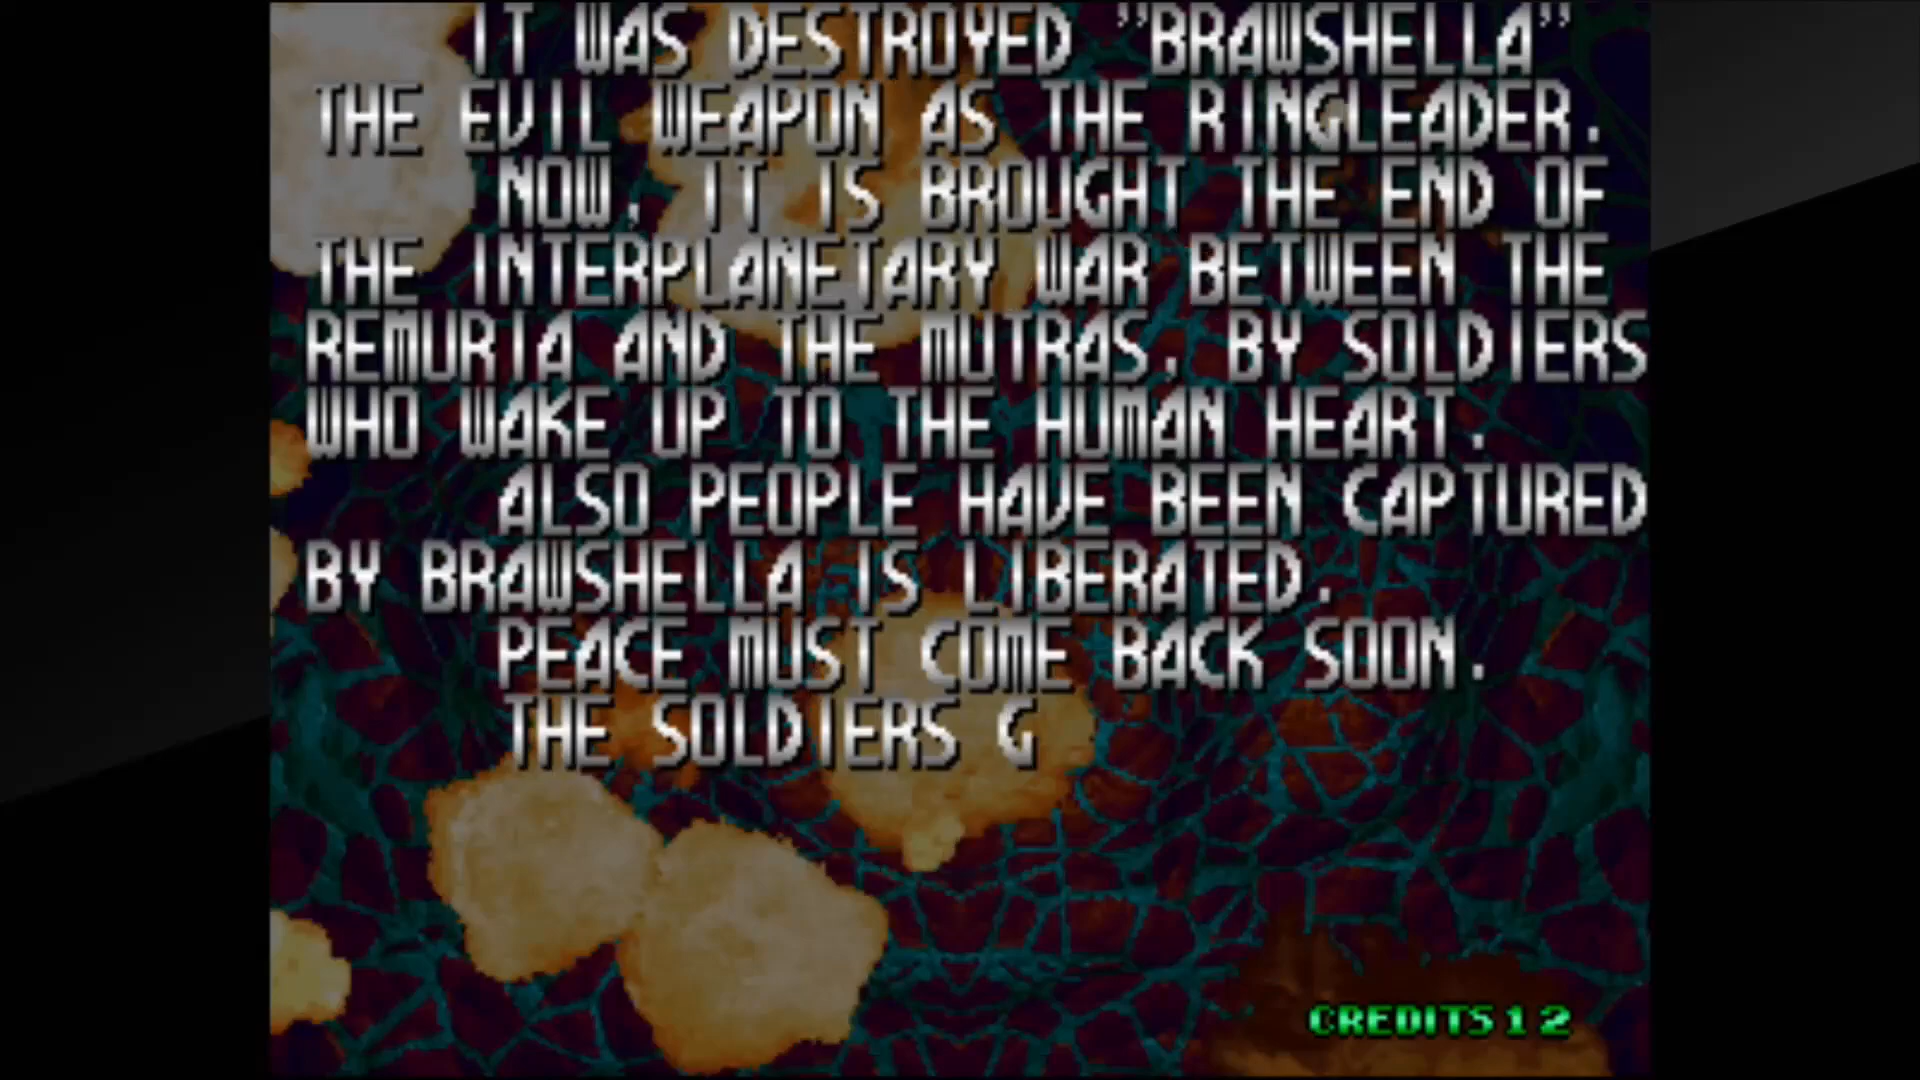 IT WAS DESTROYED "BRAWSHELLA"
THE EVIL WEAPON AS THE RINGLEADER.
NOW, IT IS BROUGHT THE END OF
THE INTERPLANETARY WAR BETWEEN THE
REMURIA AND THE MUTRAS, BY SOLDIERS
WHO WAKE UP TO THE HUMAN HEART.
ALSO PEOPLE HAVE BEEN CAPTURED
BY BRAWSHELLA IS LIBERATED.
PEACE MUST COME BACK SOON.
THE SOLDIERS G
CREDITS 12